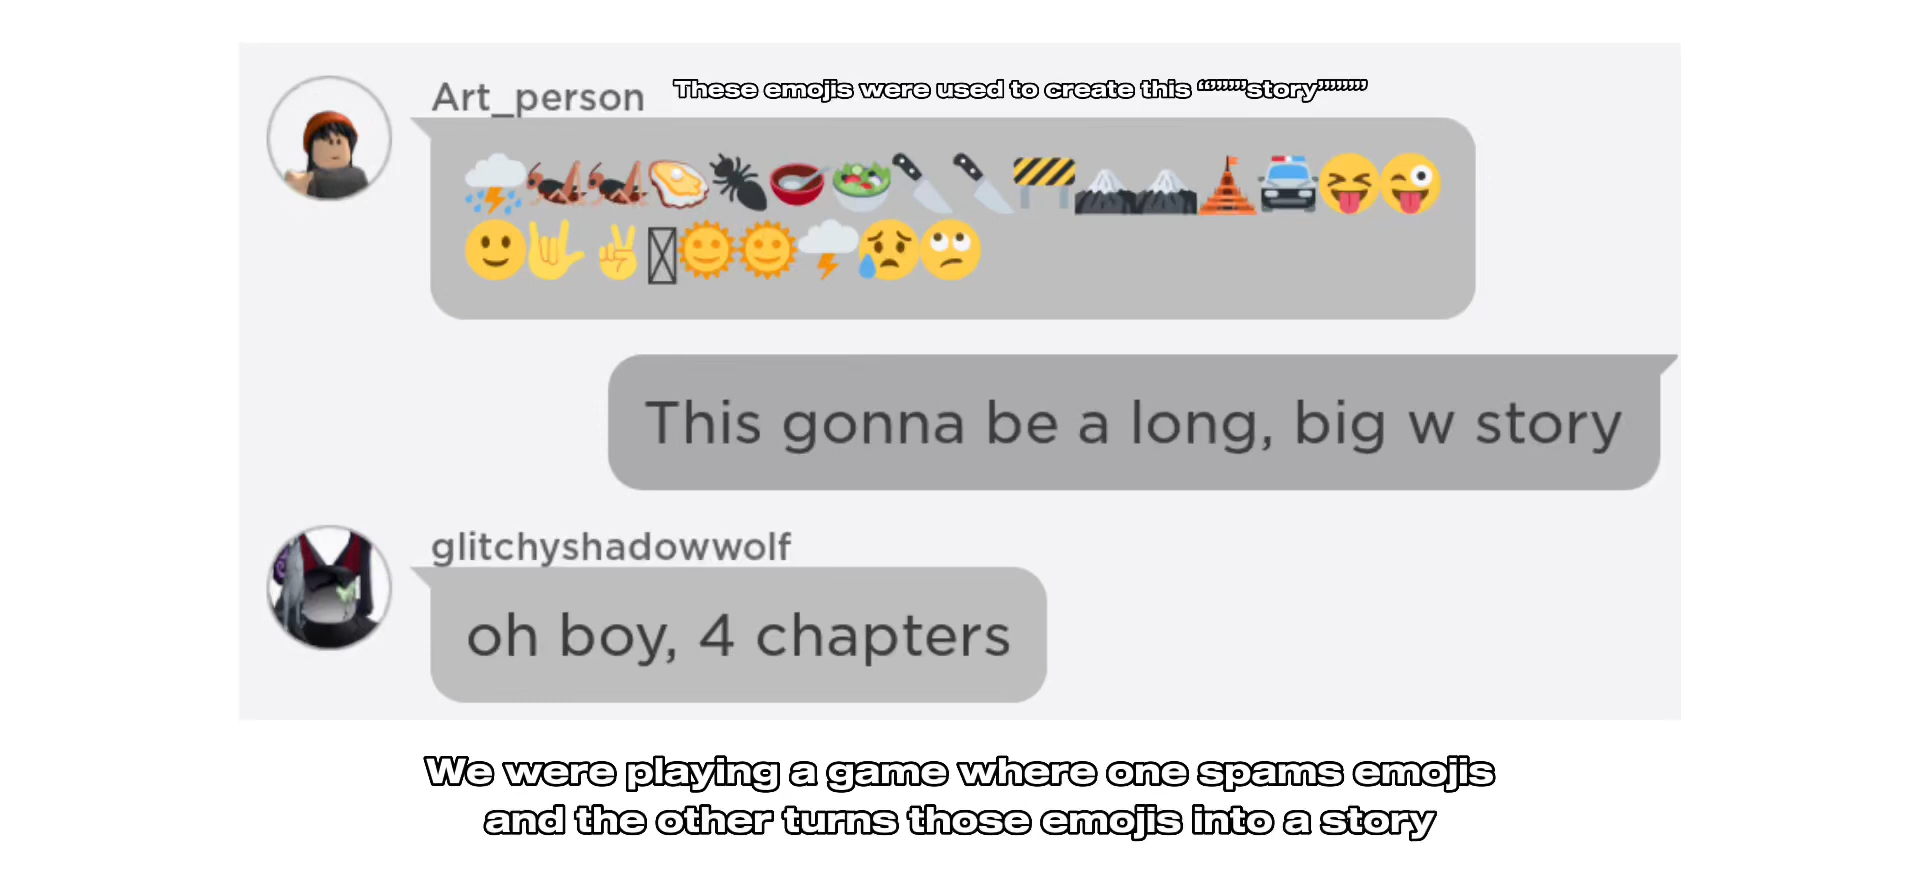 Art_person
These emojis were used to create this “””””story”””””
⛈️🦗🦗🍳🐜🥣🥗🔪🔪🚧🏔️🏔️🗼🚔😝😜
🙂🤟✌️🌞🌞🌩️😥🙄
This gonna be a long, big w story
glitchyshadowwolf
oh boy, 4 chapters
We were playing a game where one spams emojis
and the other turns those emojis into a story